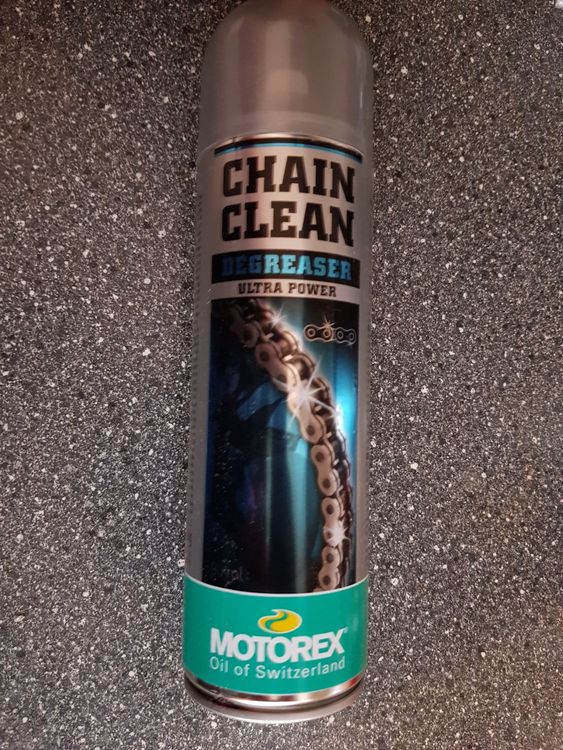 CHAIN
CLEAN
DEGREASER
ULTRA POWER
MOTOREX®
Oil of Switzerland